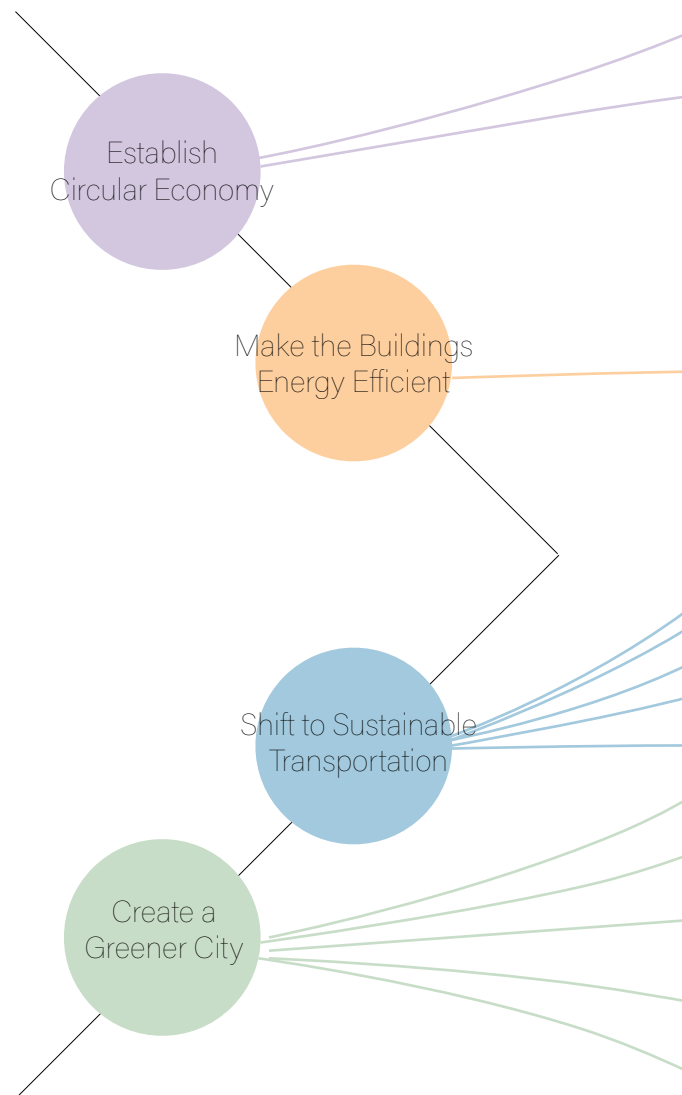 Establish
Circular Economy
Make the Buildings
Energy Efficient
Shift to Sustainable
Transportation
Create a
Greener City